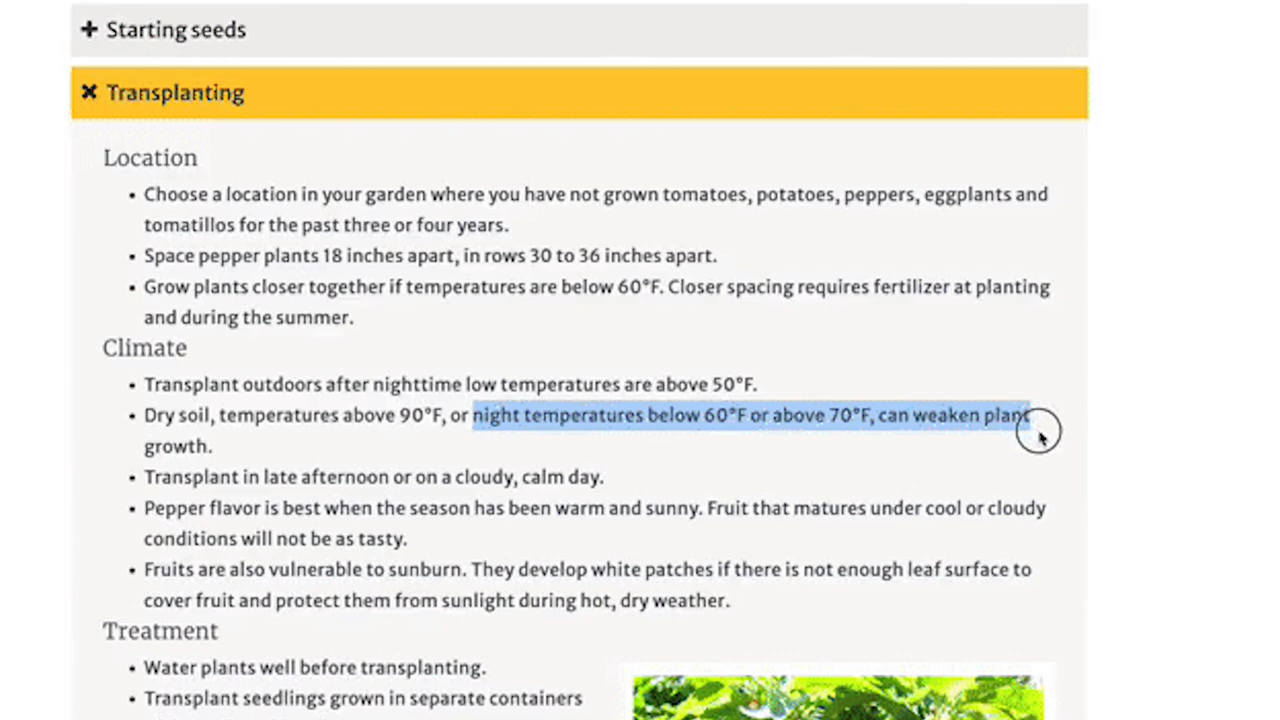 Starting seeds
Transplanting
Location
• Choose a location in your garden where you have not grown tomatoes, potatoes, peppers, eggplants and
tomatillos for the past three or four years.
• Space pepper plants 18 inches apart, in rows 30 to 36 inches apart.
• Grow plants closer together if temperatures are below 60°F. Closer spacing requires fertilizer at planting
and during the summer.
Climate
• Transplant outdoors after nighttime low temperatures are above 50°F.
• Dry soil, temperatures above 90°F, or night temperatures below 60°F or above 70°F, can weaken plant
growth.
• Transplant in late afternoon or on a cloudy, calm day.
• Pepper flavor is best when the season has been warm and sunny. Fruit that matures under cool or cloudy
conditions will not be as tasty.
• Fruits are also vulnerable to sunburn. They develop white patches if there is not enough leaf surface to
cover fruit and protect them from sunlight during hot, dry weather.
Treatment
• Water plants well before transplanting.
• Transplant seedlings grown in separate containers